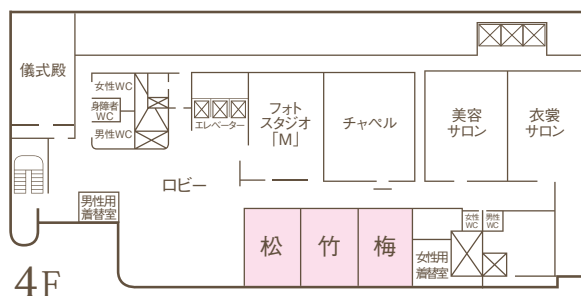 儀式殿
女性WC
身障者
WC
男性WC
エレベーター
フォト
スタジオ
「M」
チャペル
美容
サロン
衣裳
サロン
ロビー
男性用
着替室
松
竹
梅
女性
WC
男性
WC
女性用
着替室
4F